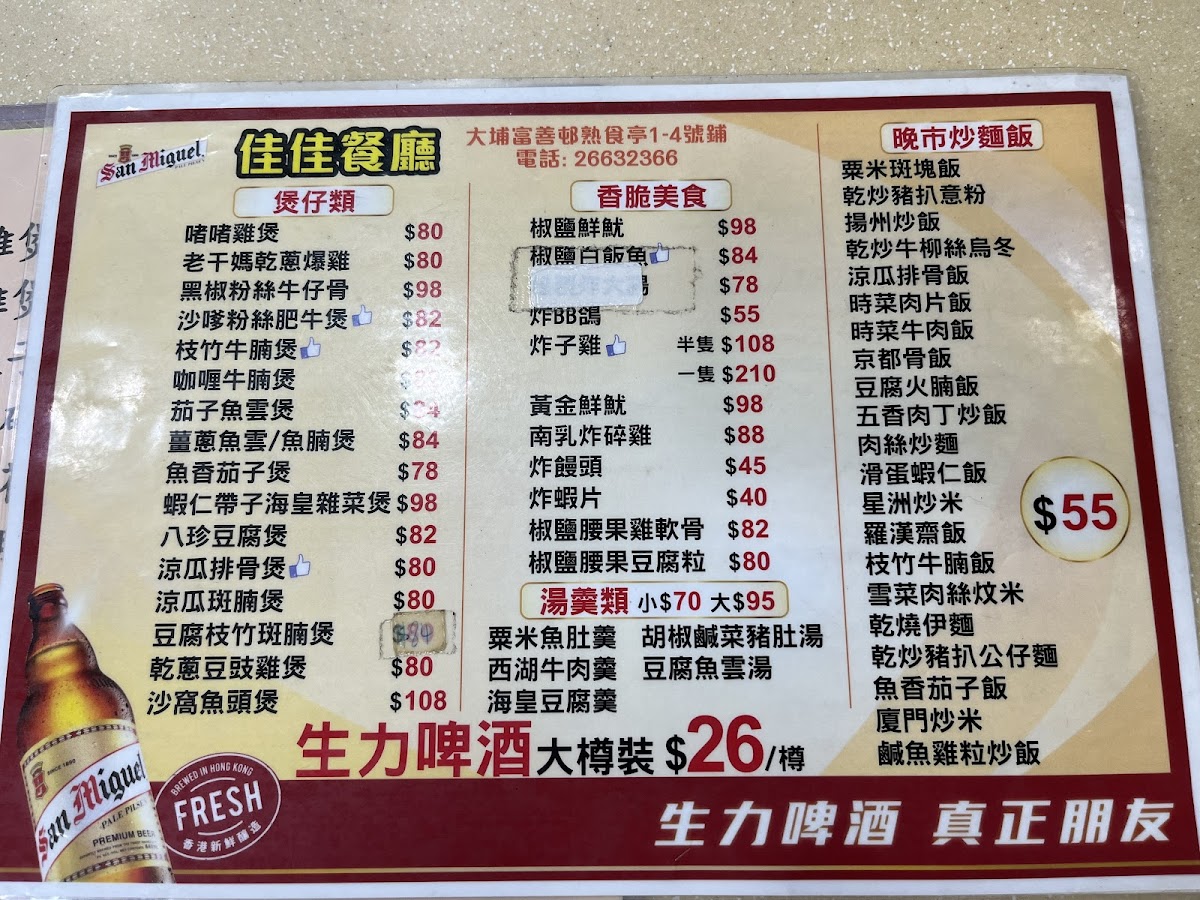 San Miguel
佳佳餐廳
大埔富善邨熟食亭1-4號鋪
電話: 26632366
煲仔類
啫啫雞煲 $80
老干媽乾蔥爆雞 $80
黑椒粉絲牛仔骨 $98
沙嗲粉絲肥牛煲 $82
枝竹牛腩煲 $82
咖喱牛腩煲
茄子魚雲煲
薑蔥魚雲/魚腩煲 $84
魚香茄子煲 $78
蝦仁帶子海皇雜菜煲 $98
八珍豆腐煲 $82
涼瓜排骨煲 $80
涼瓜斑腩煲 $80
豆腐枝竹斑腩煲
乾蔥豆豉雞煲 $80
沙窩魚頭煲 $108
香脆美食
椒鹽鮮魷 $98
椒鹽白飯魚 $84
$78
炸BB鴿 $55
炸子雞 半隻 $108
一隻 $210
黃金鮮魷 $98
南乳炸碎雞 $88
炸饅頭 $45
炸蝦片 $40
椒鹽腰果雞軟骨 $82
椒鹽腰果豆腐粒 $80
湯羹類 小$70 大$95
粟米魚肚羹 胡椒鹹菜豬肚湯
西湖牛肉羹 豆腐魚雲湯
海皇豆腐羹
晚市炒麵飯
粟米斑塊飯
乾炒豬扒意粉
揚州炒飯
乾炒牛柳絲烏冬
涼瓜排骨飯
時菜肉片飯
時菜牛肉飯
京都骨飯
豆腐火腩飯
五香肉丁炒飯
肉絲炒麵
滑蛋蝦仁飯
星洲炒米
羅漢齋飯
枝竹牛腩飯
雪菜肉絲炆米
乾燒伊麵
乾炒豬扒公仔麵
魚香茄子飯
廈門炒米
鹹魚雞粒炒飯
$55
生力啤酒大樽裝 $26/樽
生力啤酒 真正朋友
BREWED IN HONG KONG
FRESH
香港新鮮釀造
SINCE 1890
San Miguel
PALE PILSEN
PREMIUM BEER